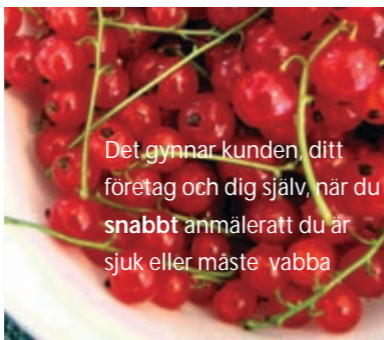 Det gynnar kunden, ditt
företag och dig själv, när du
snabbt anmäleratt du är
sjuk eller måste vabba